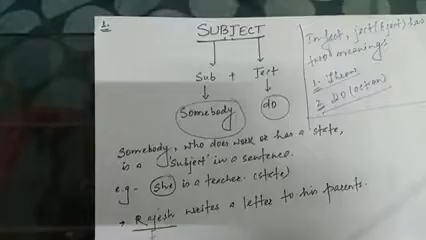 1.
SUBJECT
Sub + Ject
Somebody do
Somebody, who does work or has a state,
is a 'Subject' in a sentence.
e.g - She is a teacher. (state)
Rajesh writes a letter to his parents.
In fact, ject (Eject) has
two meanings
1. Throw
2. DO (action)